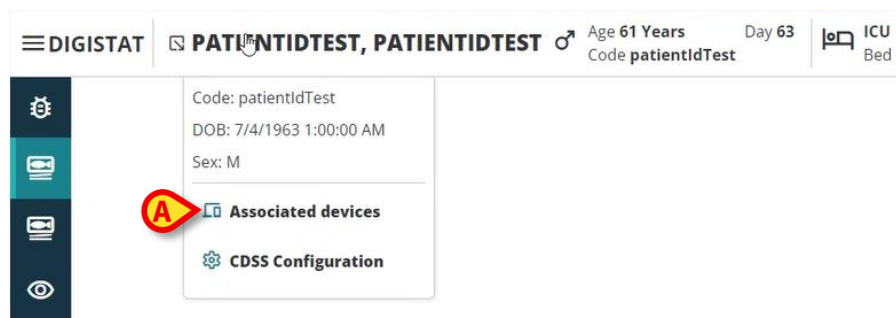 DIGISTAT
PATIENTIDTEST, PATIENTIDTEST
Age 61 Years Day 63
Code patientIdTest
ICU
Bed
Code: patientIdTest
DOB: 7/4/1963 1:00:00 AM
Sex: M
A
Associated devices
CDSS Configuration